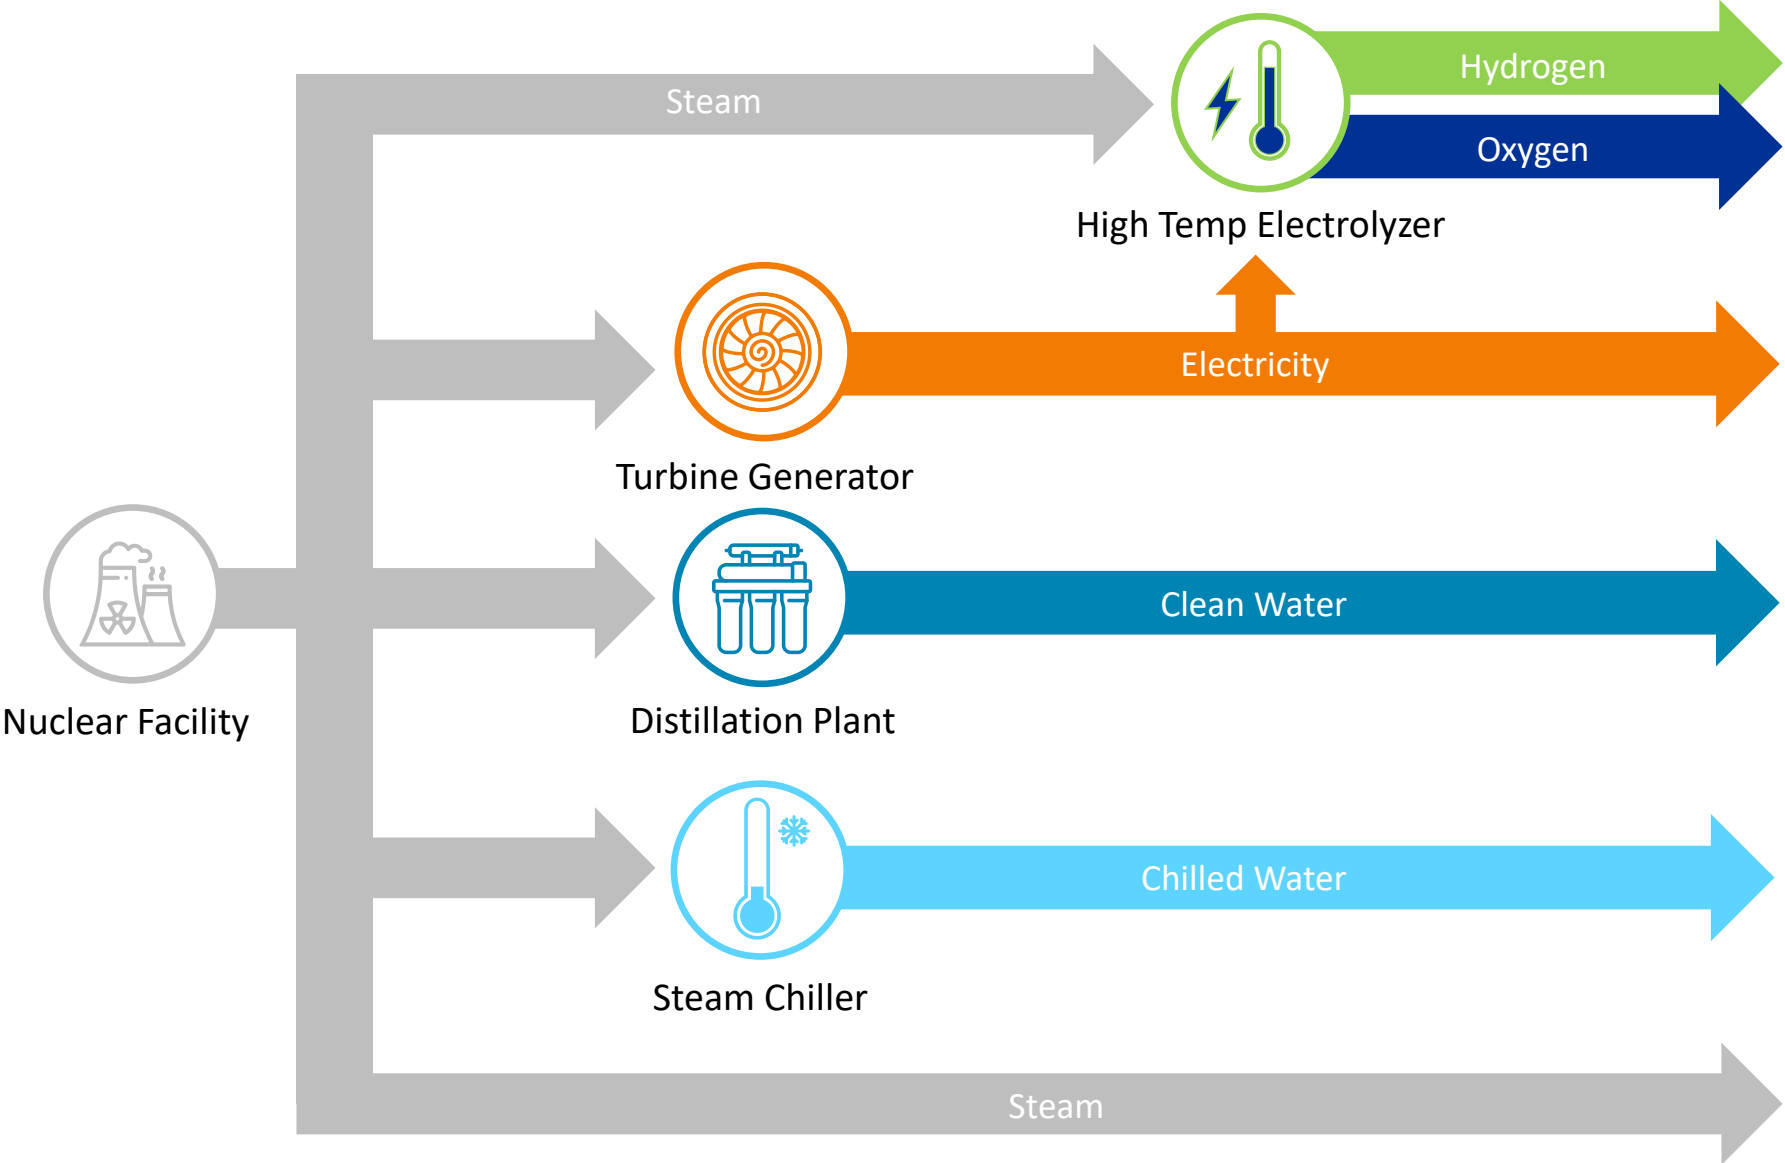 Hydrogen
Steam
Oxygen
High Temp Electrolyzer
Electricity
Turbine Generator
Clean Water
Nuclear Facility
Distillation Plant
Chilled Water
Steam Chiller
Steam